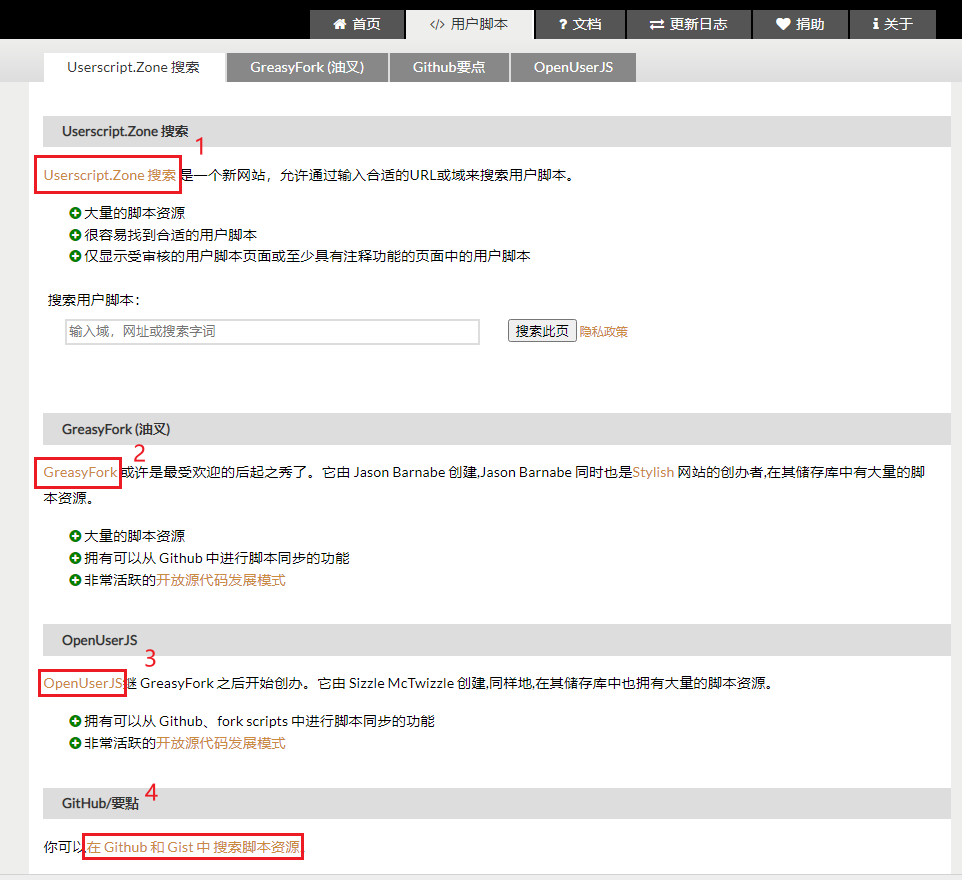 首页 用户脚本 ? 文档 更新日志 捐助 关于
Userscript.Zone 搜索 GreasyFork (油叉) Github要点 OpenUserJS
Userscript.Zone 搜索
1
Userscript.Zone 搜索 是一个新网站，允许通过输入合适的URL或域来搜索用户脚本。
大量的脚本资源
很容易找到合适的用户脚本
仅显示受审核的用户脚本页面或至少具有注释功能的页面中的用户脚本
搜索用户脚本：
输入域，网址或搜索字词 搜索此页 隐私政策
GreasyFork (油叉)
2
GreasyFork 或许是最受欢迎的后起之秀了。它由 Jason Barnabe 创建,Jason Barnabe 同时也是Stylish 网站的创办者,在其储存库中有大量的脚
本资源。
大量的脚本资源
拥有可以从 Github 中进行脚本同步的功能
非常活跃的开放源代码发展模式
OpenUserJS
3
OpenUserJS继 GreasyFork 之后开始创办。它由 Sizzle McTwizzle 创建,同样地,在其储存库中也拥有大量的脚本资源。
拥有可以从 Github、fork scripts 中进行脚本同步的功能
非常活跃的开放源代码发展模式
GitHub/要點
4
你可以在 Github 和 Gist 中 搜索脚本资源